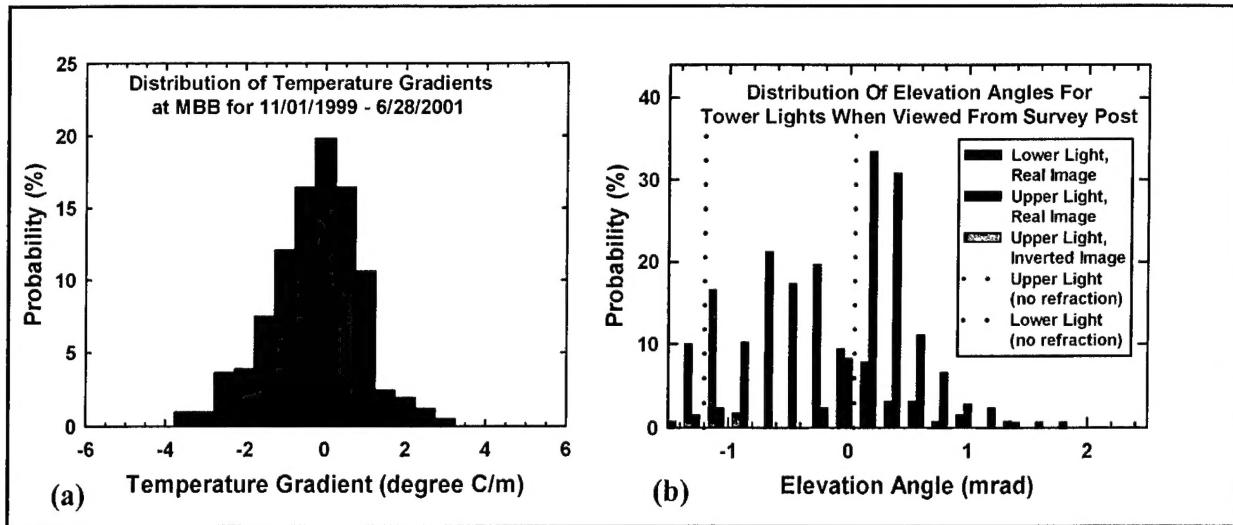 Distribution of Temperature Gradients
at MBB for 11/01/1999 - 6/28/2001
25
20
15
10
5
0
Probability (%)
-6
-4
-2
0
2
4
6
Temperature Gradient (degree C/m)
(a)
Distribution Of Elevation Angles For
Tower Lights When Viewed From Survey Post
40
30
20
10
0
Probability (%)
Lower Light,
Real Image
Upper Light,
Real Image
Upper Light,
Inverted Image
Upper Light
(no refraction)
Lower Light
(no refraction)
-1
0
1
2
Elevation Angle (mrad)
(b)